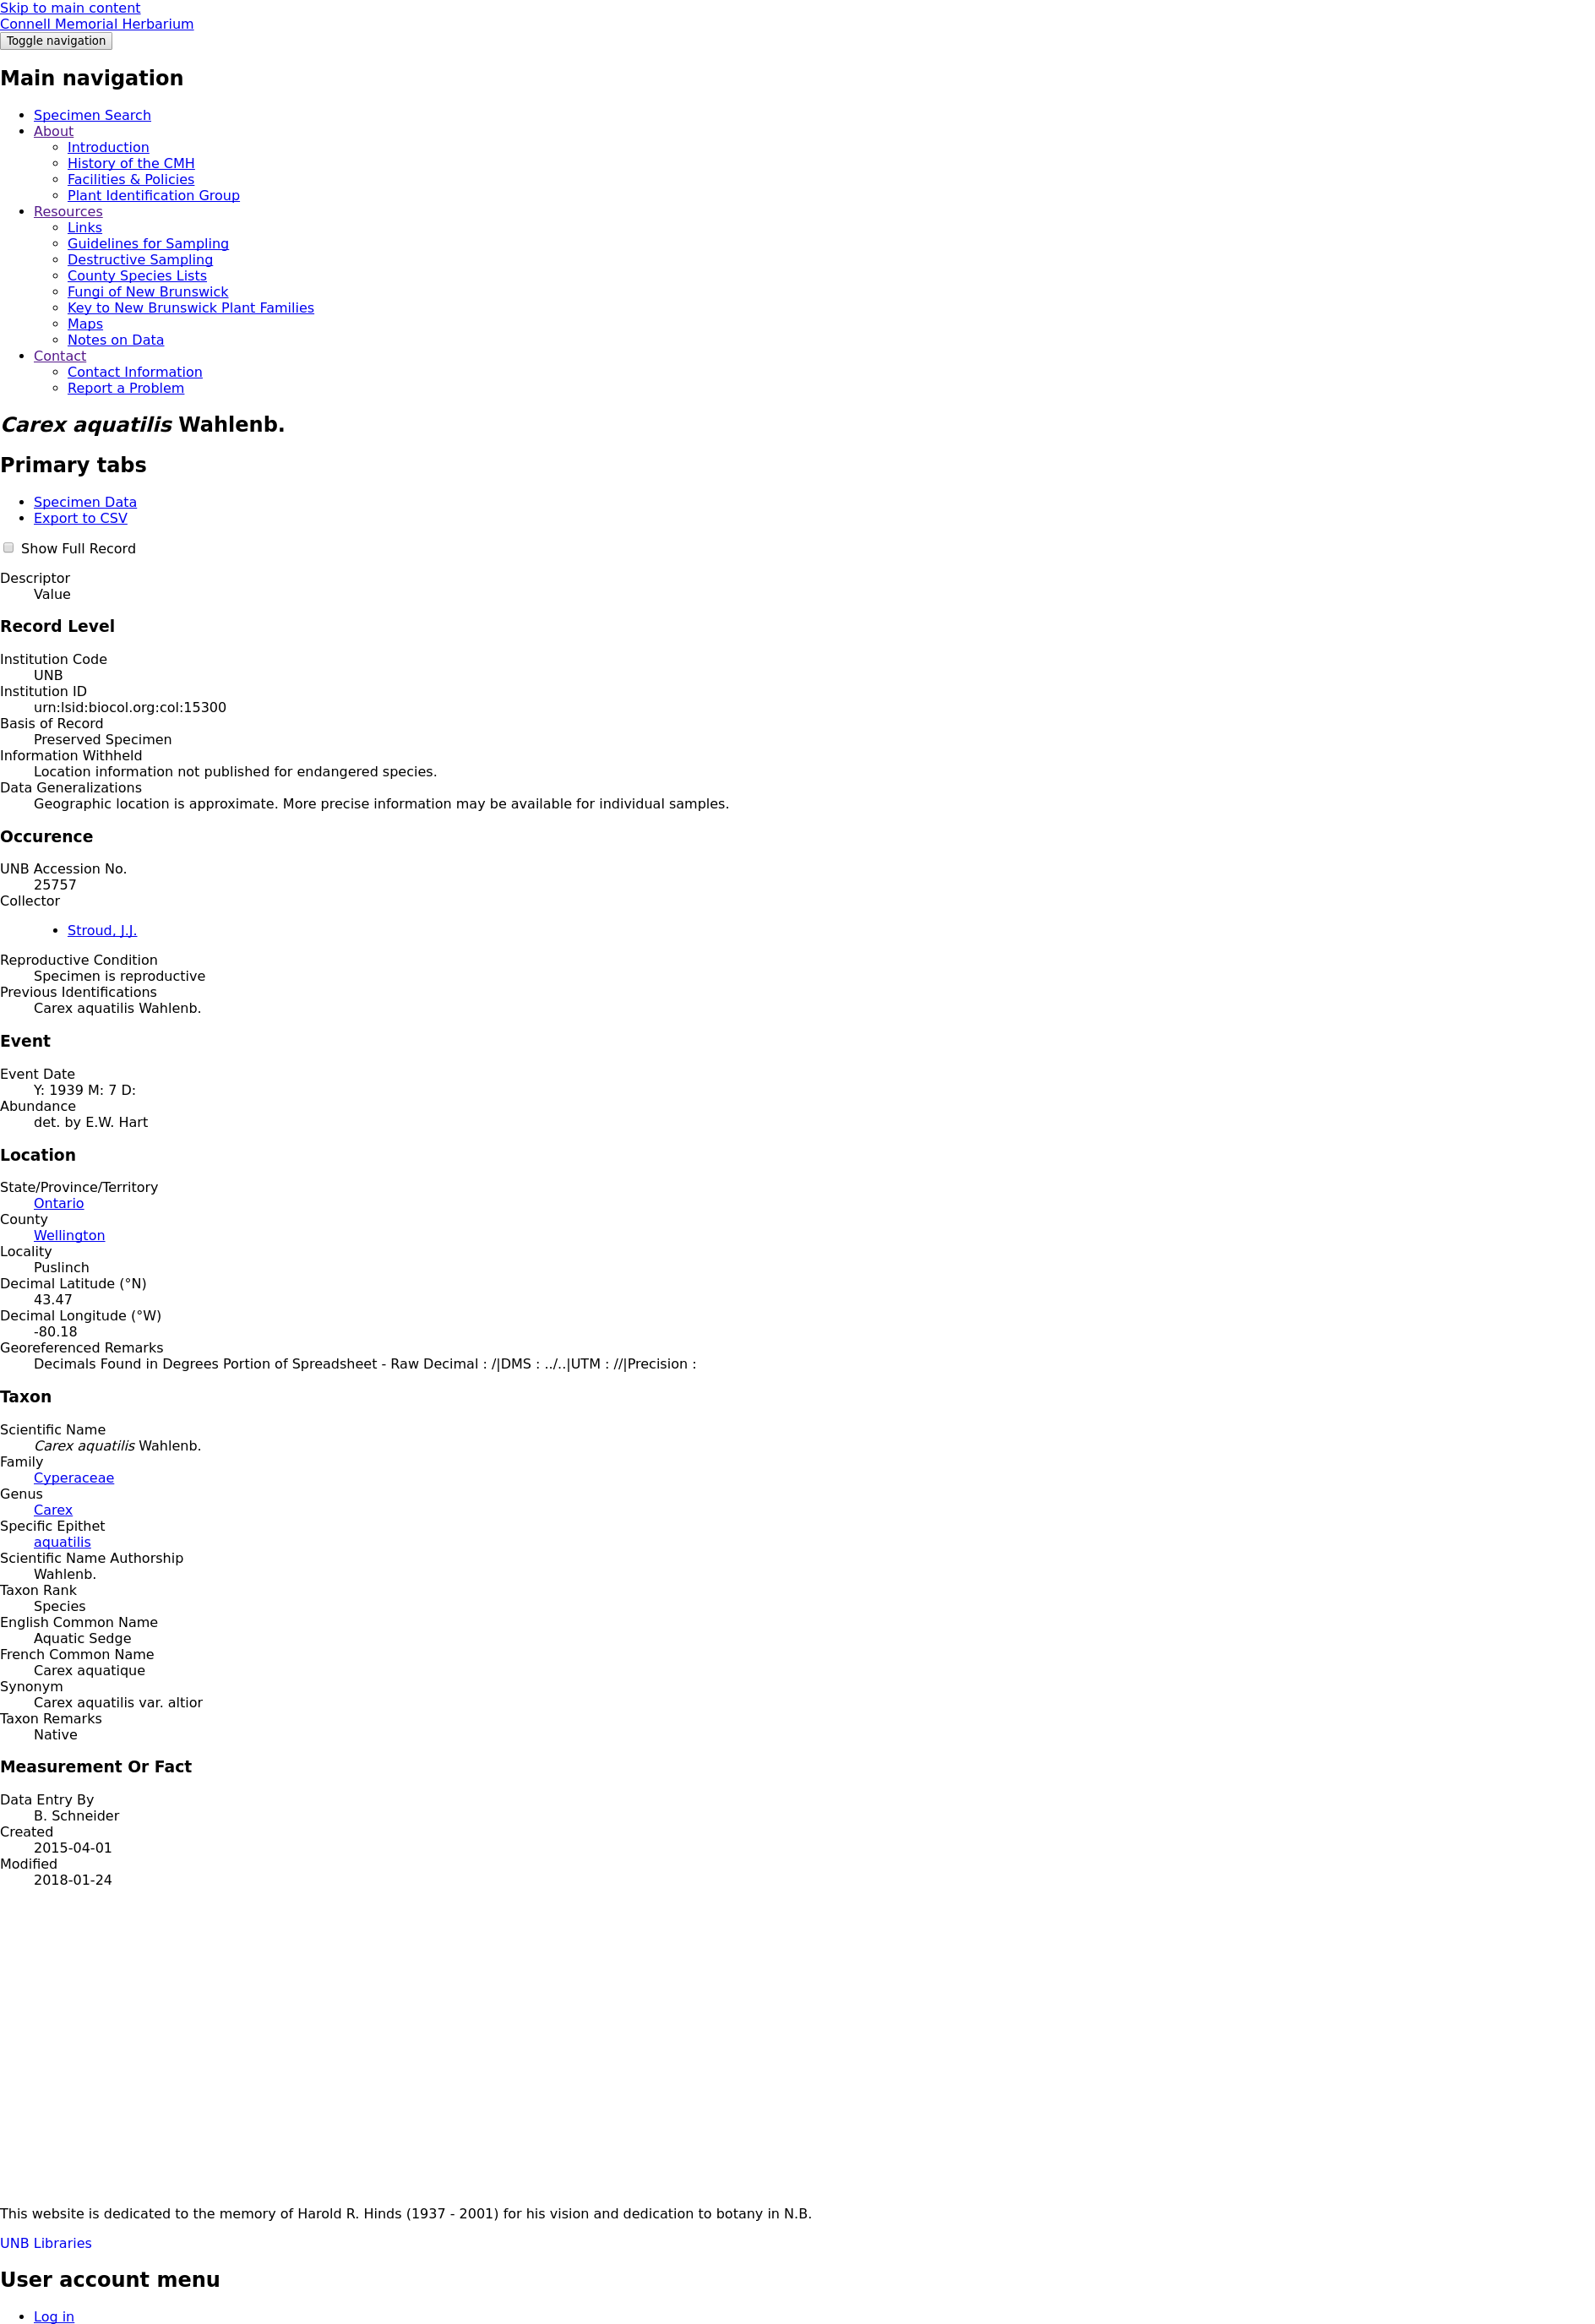 Skip to main content
Connell Memorial Herbarium
Toggle navigation
Main navigation
Specimen Search
About
Introduction
History of the CMH
Facilities & Policies
Plant Identification Group
Resources
Links
Guidelines for Sampling
Destructive Sampling
County Species Lists
Fungi of New Brunswick
Key to New Brunswick Plant Families
Maps
Notes on Data
Contact
Contact Information
Report a Problem
Carex aquatilis Wahlenb.
Primary tabs
Specimen Data
Export to CSV
Show Full Record
Descriptor
Value
Record Level
Institution Code
UNB
Institution ID
urn:lsid:biocol.org:col:15300
Basis of Record
Preserved Specimen
Information Withheld
Location information not published for endangered species.
Data Generalizations
Geographic location is approximate. More precise information may be available for individual samples.
Occurence
UNB Accession No.
25757
Collector
Stroud, J.J.
Reproductive Condition
Specimen is reproductive
Previous Identifications
Carex aquatilis Wahlenb.
Event
Event Date
Y: 1939 M: 7 D:
Abundance
det. by E.W. Hart
Location
State/Province/Territory
Ontario
County
Wellington
Locality
Puslinch
Decimal Latitude (°N)
43.47
Decimal Longitude (°W)
-80.18
Georeferenced Remarks
Decimals Found in Degrees Portion of Spreadsheet - Raw Decimal : /|DMS : ../..|UTM : //|Precision :
Taxon
Scientific Name
Carex aquatilis Wahlenb.
Family
Cyperaceae
Genus
Carex
Specific Epithet
aquatilis
Scientific Name Authorship
Wahlenb.
Taxon Rank
Species
English Common Name
Aquatic Sedge
French Common Name
Carex aquatique
Synonym
Carex aquatilis var. altior
Taxon Remarks
Native
Measurement Or Fact
Data Entry By
B. Schneider
Created
2015-04-01
Modified
2018-01-24
This website is dedicated to the memory of Harold R. Hinds (1937 - 2001) for his vision and dedication to botany in N.B.
UNB Libraries
User account menu
Log in